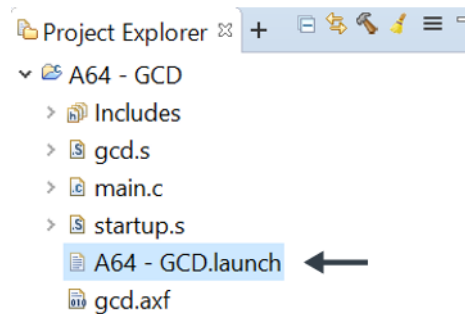 Project Explorer
A64 - GCD
Includes
gcd.s
main.c
startup.s
A64 - GCD.launch
gcd.axf